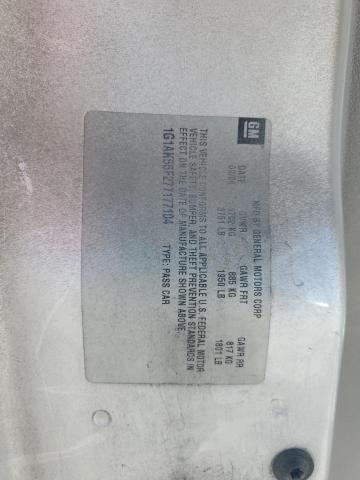 GM
MFD BY GENERAL MOTORS CORP
DATE GVWR GAWR FRT GAWR RR
1702 KG 885 KG 817 KG
3751 LB 1950 LB 1801 LB
THIS VEHICLE CONFORMS TO ALL APPLICABLE U.S. FEDERAL MOTOR
VEHICLE SAFETY, BUMPER, AND THEFT PREVENTION STANDARDS IN
EFFECT ON THE DATE OF MANUFACTURE SHOWN ABOVE.
1G1AK55F277177104 TYPE: PASS CAR